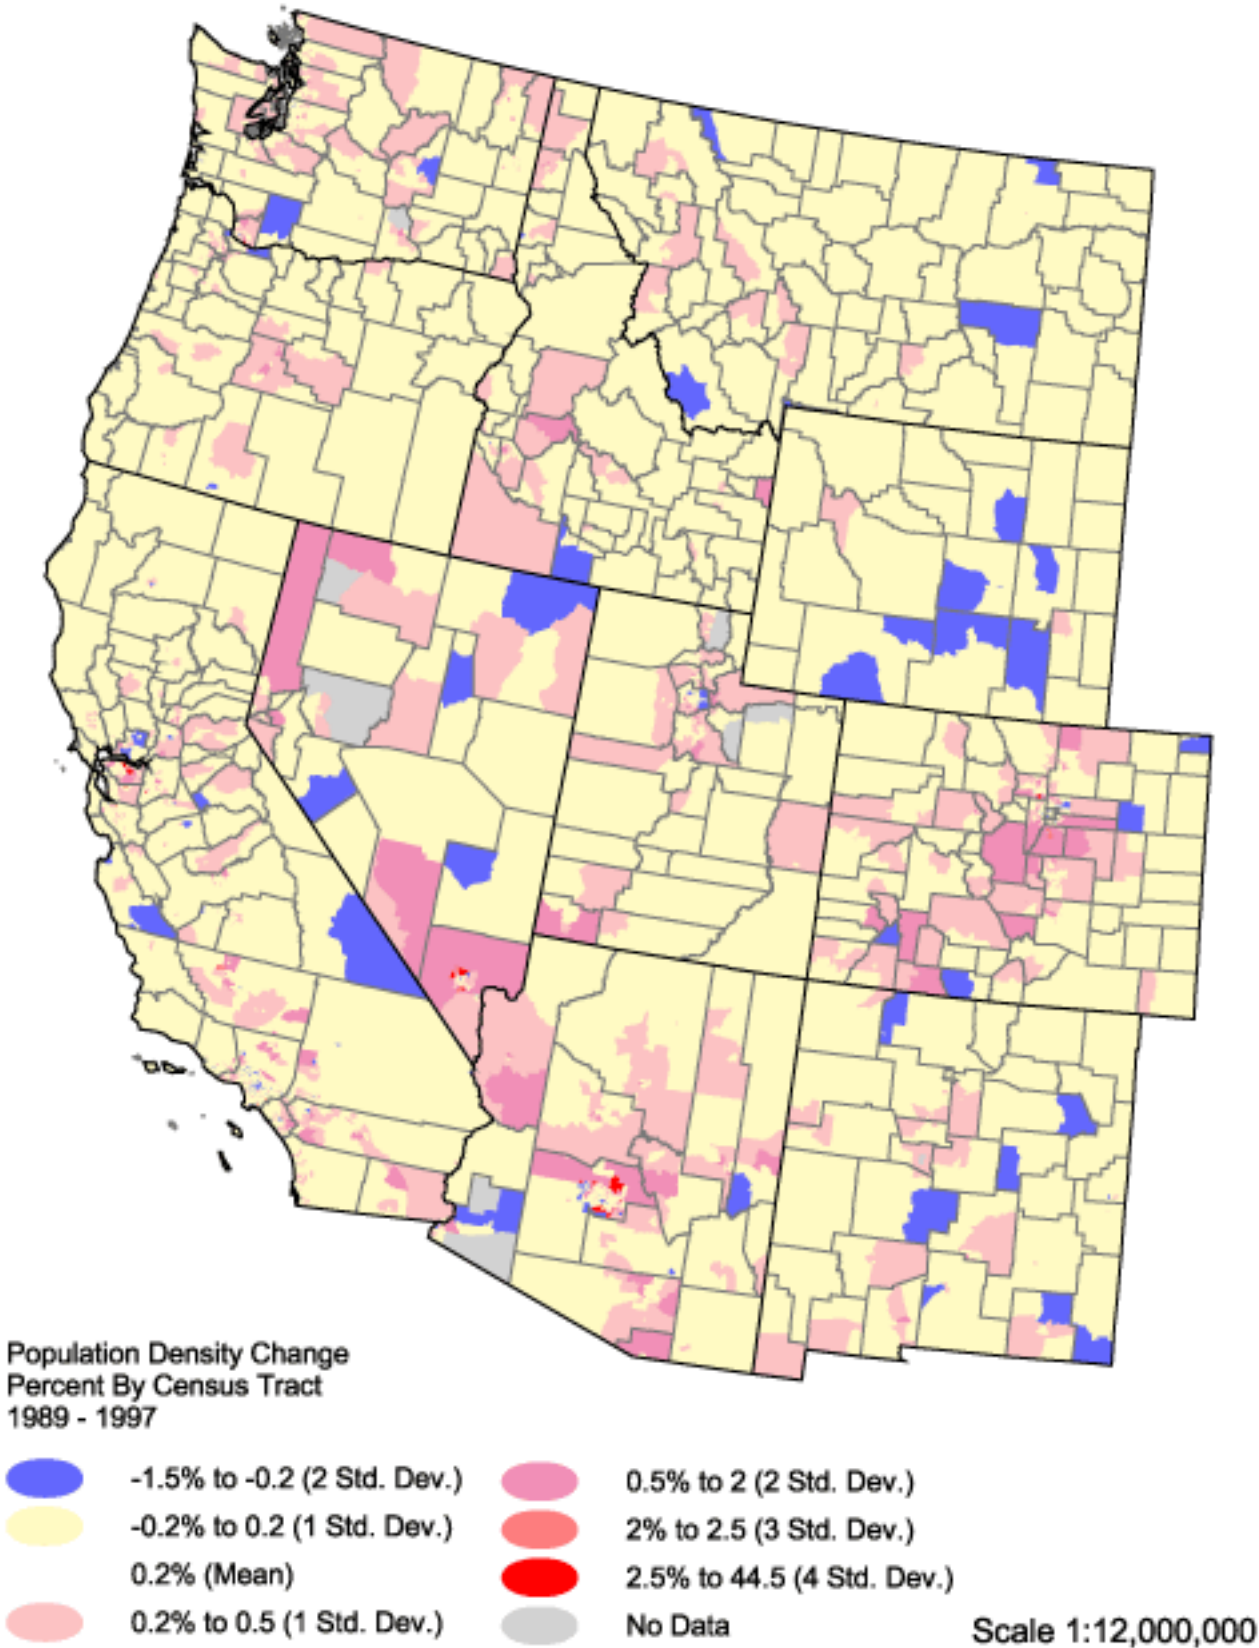 Population Density Change
Percent By Census Tract
1989 - 1997
-1.5% to -0.2 (2 Std. Dev.)
-0.2% to 0.2 (1 Std. Dev.)
0.2% (Mean)
0.2% to 0.5 (1 Std. Dev.)
0.5% to 2 (2 Std. Dev.)
2% to 2.5 (3 Std. Dev.)
2.5% to 44.5 (4 Std. Dev.)
No Data
Scale 1:12,000,000